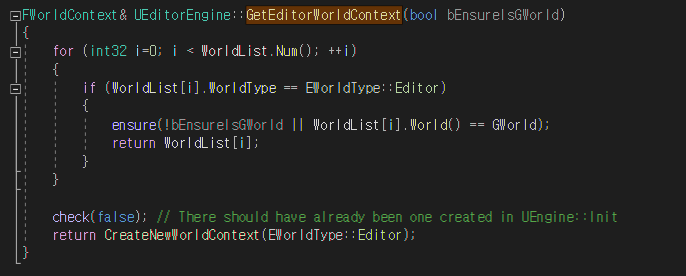 FWorldContext& UEditorEngine::GetEditorWorldContext(bool bEnsureIsGWorld)
{
for (int32 i=0; i < WorldList.Num(); ++i)
{
if (WorldList[i].WorldType == EWorldType::Editor)
{
ensure(!bEnsureIsGWorld || WorldList[i].World() == GWorld);
return WorldList[i];
}
}
check(false); // There should have already been one created in UEngine::Init
return CreateNewWorldContext(EWorldType::Editor);
}